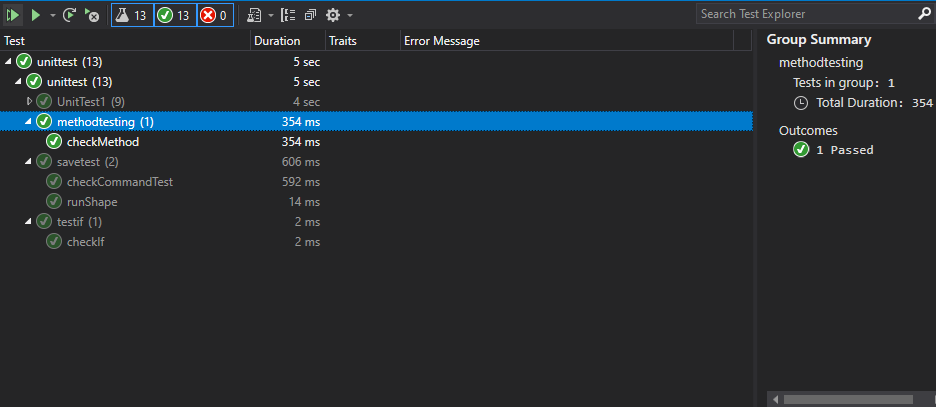 13 13 0 Search Test Explorer
Test Duration Traits Error Message Group Summary
unittest (13) 5 sec methodtesting
unittest (13) 5 sec Tests in group: 1
UnitTest1 (9) 4 sec Total Duration: 354
methodtesting (1) 354 ms
checkMethod 354 ms Outcomes
savetest (2) 606 ms 1 Passed
checkCommandTest 592 ms
runShape 14 ms
testif (1) 2 ms
checkIf 2 ms